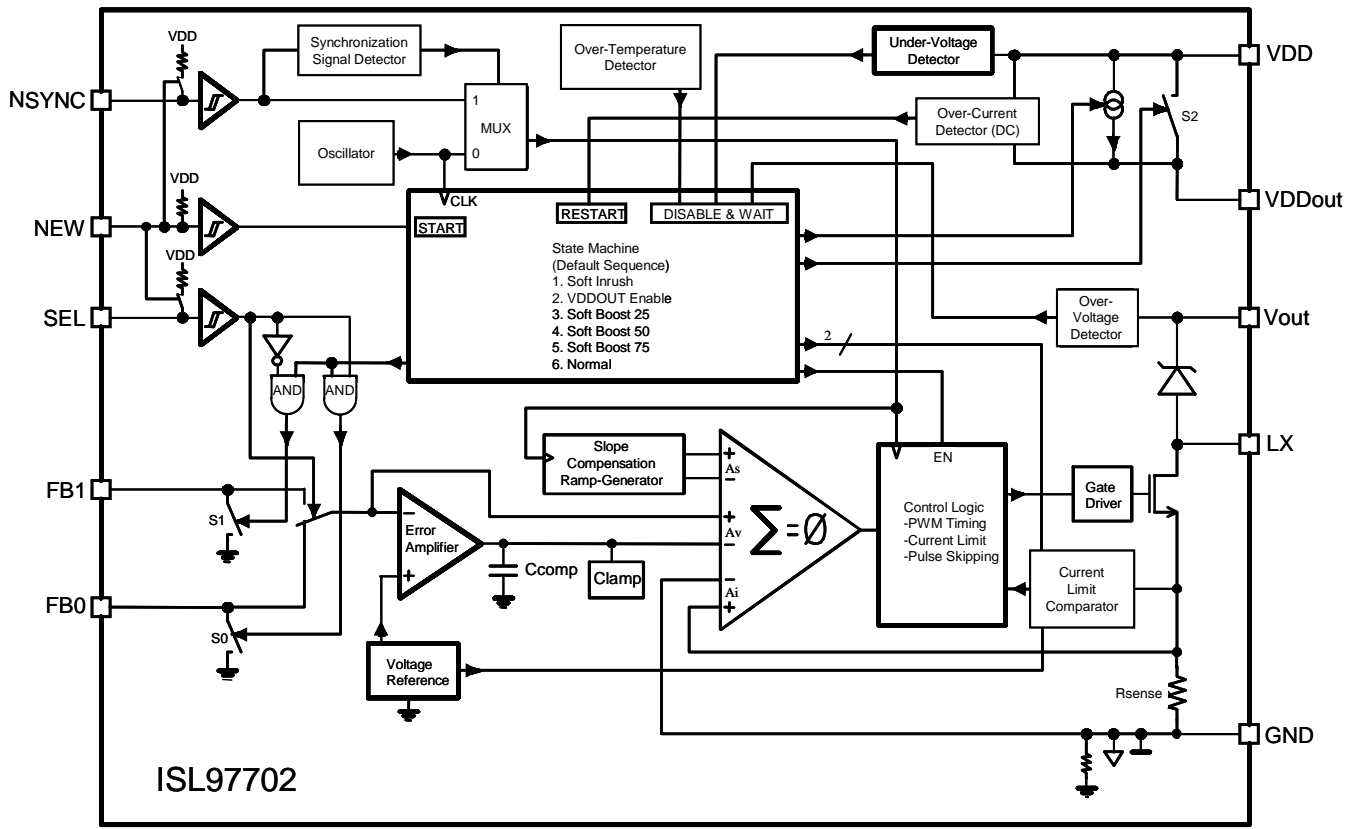 VDD
Synchronization
Signal Detector
Over-Temperature
Detector
Under-Voltage
Detector
VDD
NSYNC
1
MUX
0
Over-Current
Detector (DC)
S2
Oscillator
CLK
VDD
NEW
START
RESTART
DISABLE & WAIT
VDDout
State Machine
(Default Sequence)
1. Soft Inrush
2. VDDOUT Enable
3. Soft Boost 25
4. Soft Boost 50
5. Soft Boost 75
6. Normal
VDD
SEL
2
Over-
Voltage
Detector
Vout
AND
AND
LX
Slope
Compensation
Ramp-Generator
As
+
−
EN
Control Logic
-PWM Timing
-Current Limit
-Pulse Skipping
Gate
Driver
FB1
S1
Error
Amplifier
−
+
+
Av
−
Σ=Ø
−
Ai
+
Ccomp
Clamp
Current
Limit
Comparator
FB0
S0
Voltage
Reference
Rsense
GND
ISL97702